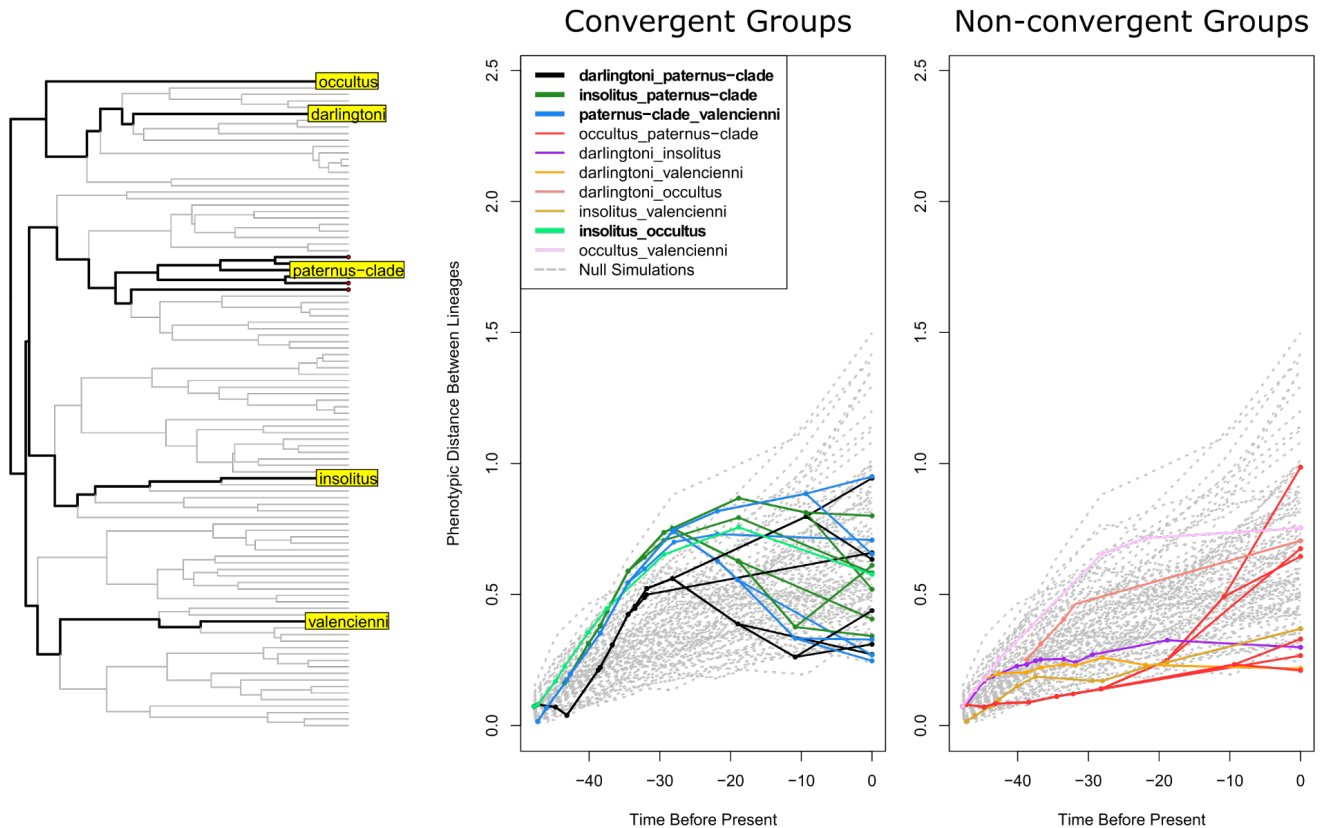 Convergent Groups
Non-convergent Groups
occultus
darlingtoni
paternus-clade
insolitus
valencienni
Phenotypic Distance Between Lineages
2.5
2.0
1.5
1.0
0.5
0.0
darlingtoni_paternus-clade
insolitus_paternus-clade
paternus-clade_valencienni
occultus_paternus-clade
darlingtoni_insolitus
darlingtoni_valencienni
darlingtoni_occultus
insolitus_valencienni
insolitus_occultus
occultus_valencienni
Null Simulations
−40 −30 −20 −10 0
Time Before Present
2.5
2.0
1.5
1.0
0.5
0.0
−40 −30 −20 −10 0
Time Before Present